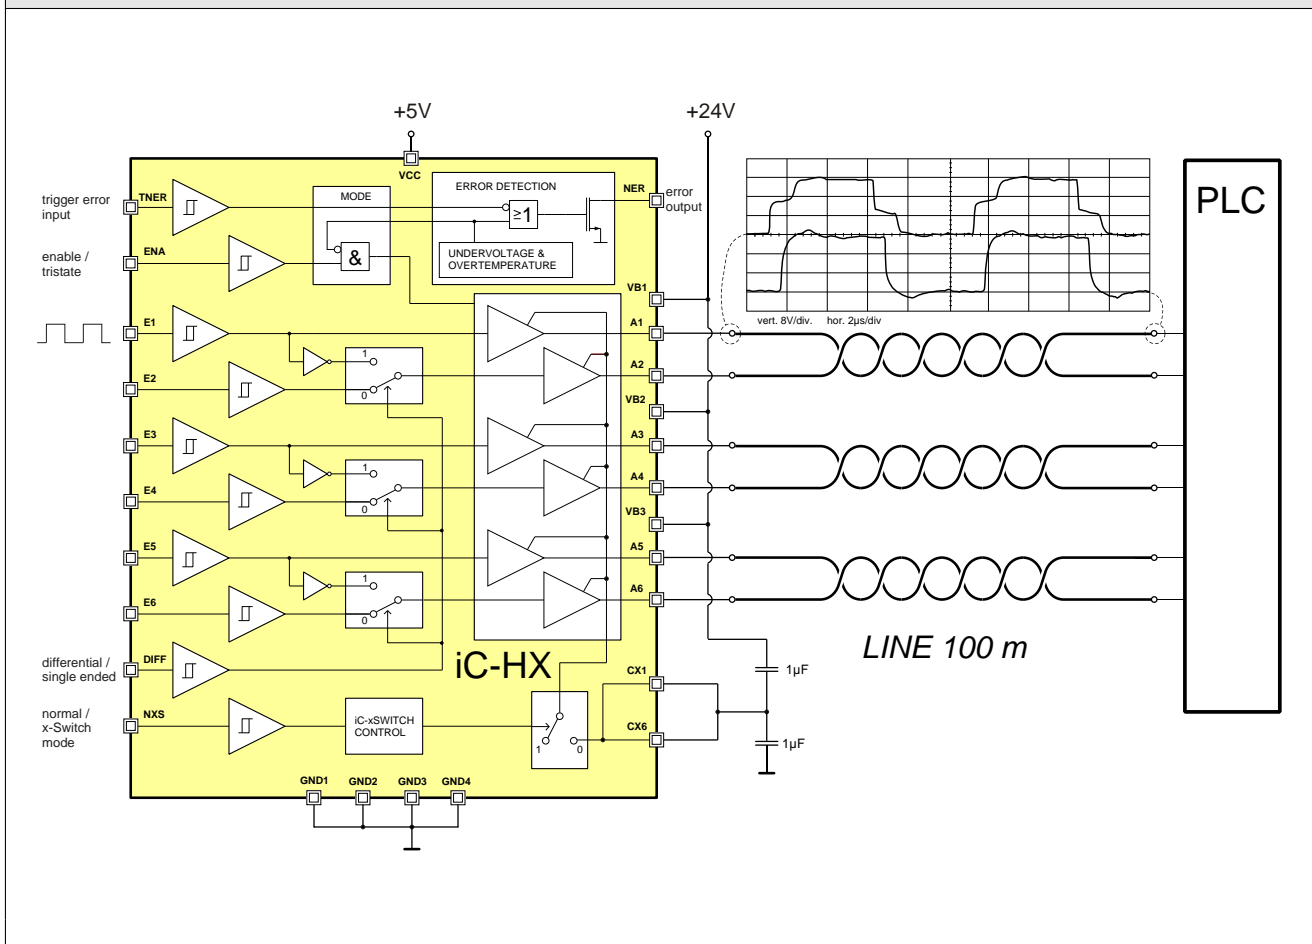 +5V
+24V
VCC
trigger error
input
TNER
MODE
ERROR DETECTION
≥1
NER
error
output
PLC
enable /
tristate
ENA
&
UNDERVOLTAGE &
OVERTEMPERATURE
VB1
vert. 8V/div. hor. 2µs/div
E1
1
0
A1
E2
A2
VB2
E3
1
0
A3
E4
A4
VB3
E5
1
0
A5
E6
A6
differential /
single ended
DIFF
iC-HX
LINE 100 m
CX1
1µF
normal /
x-Switch
mode
NXS
iC-xSWITCH
CONTROL
1
0
CX6
1µF
GND1
GND2
GND3
GND4